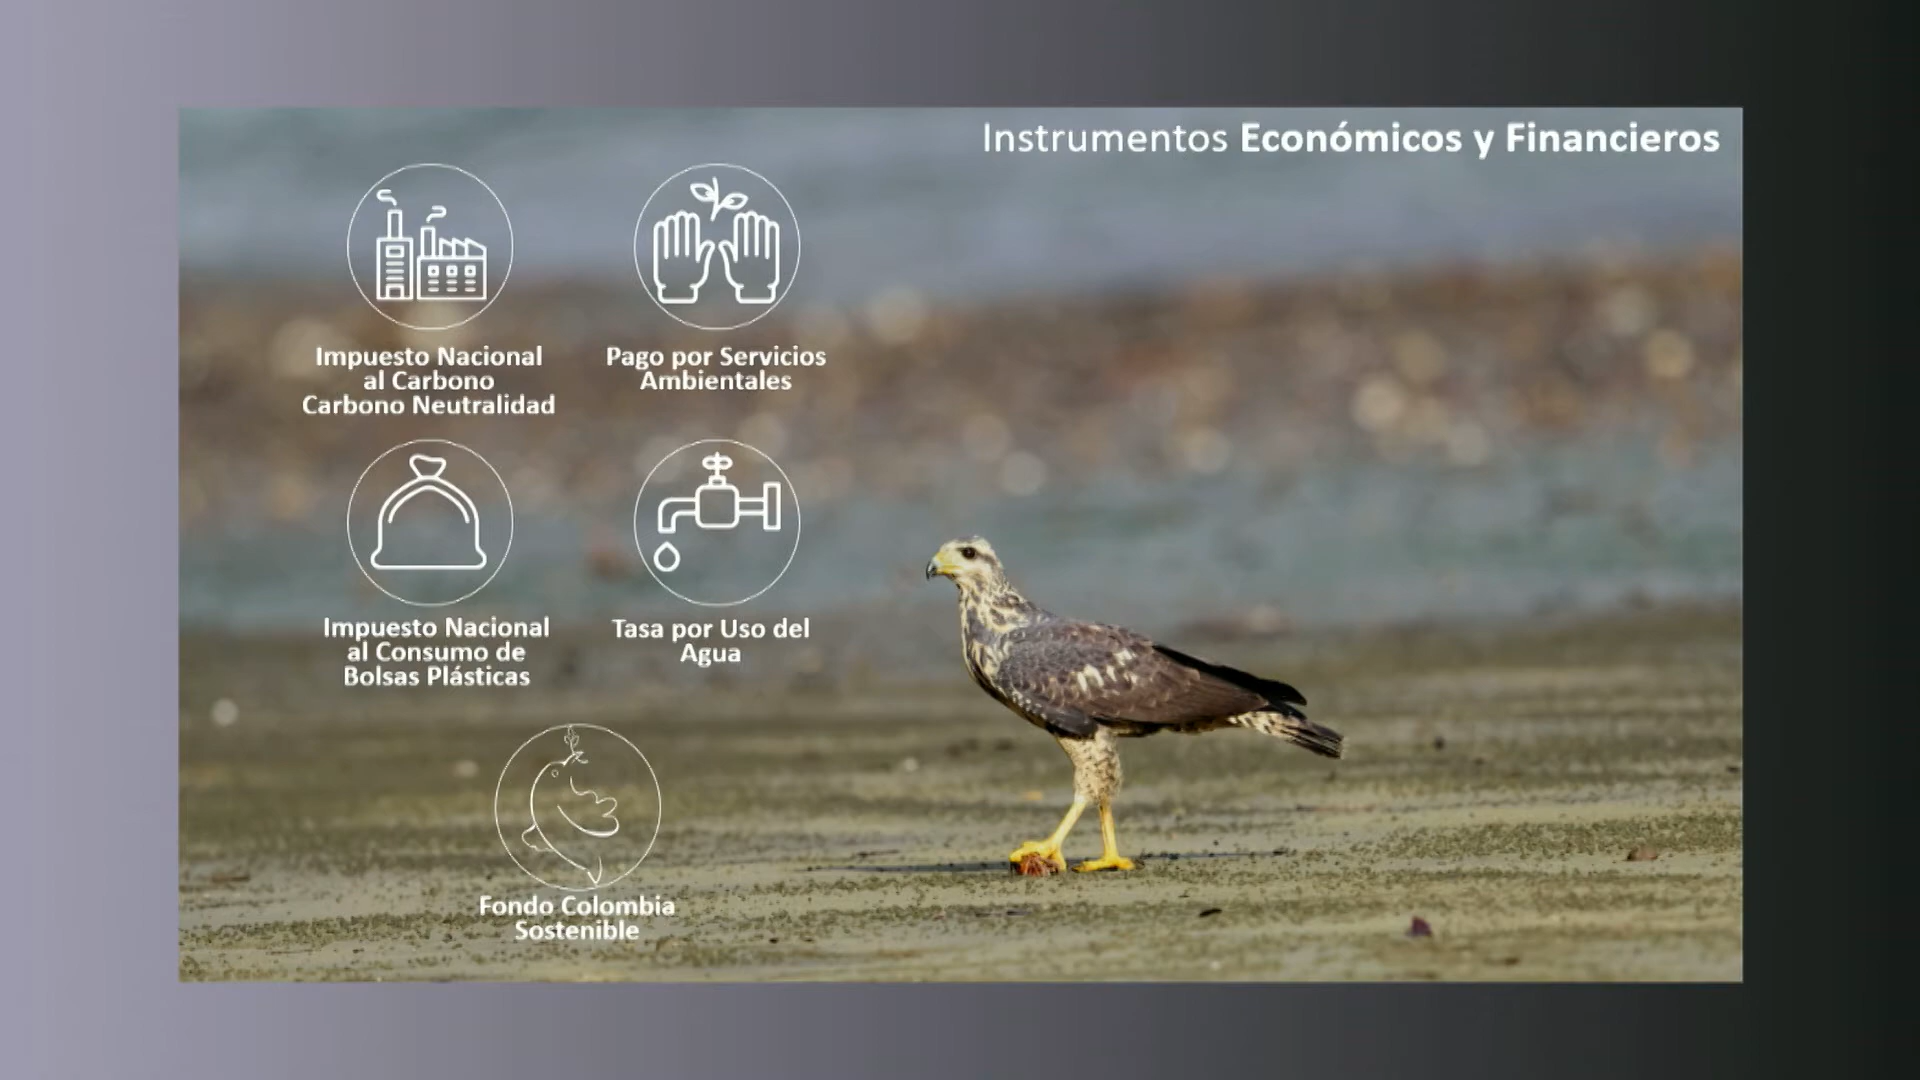 Instrumentos Económicos y Financieros
Impuesto Nacional
al Carbono
Carbono Neutralidad
Pago por Servicios
Ambientales
Impuesto Nacional
al Consumo de
Bolsas Plásticas
Tasa por Uso del
Agua
Fondo Colombia
Sostenible